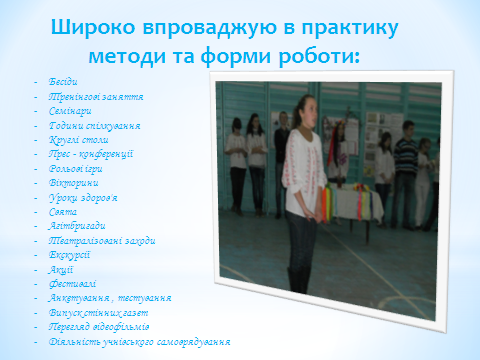 Широко впроваджую в практику
методи та форми роботи:
- Бесіди
- Тренінгові заняття
- Семінари
- Години спілкування
- Круглі столи
- Прес - конференції
- Рольові ігри
- Вікторини
- Уроки здоров'я
- Свята
- Агітбригади
- Театралізовані заходи
- Екскурсії
- Акції
- Фестивалі
- Анкетування , тестування
- Випуск стінних газет
- Перегляд відеофільмів
- Діяльність учнівського самоврядування